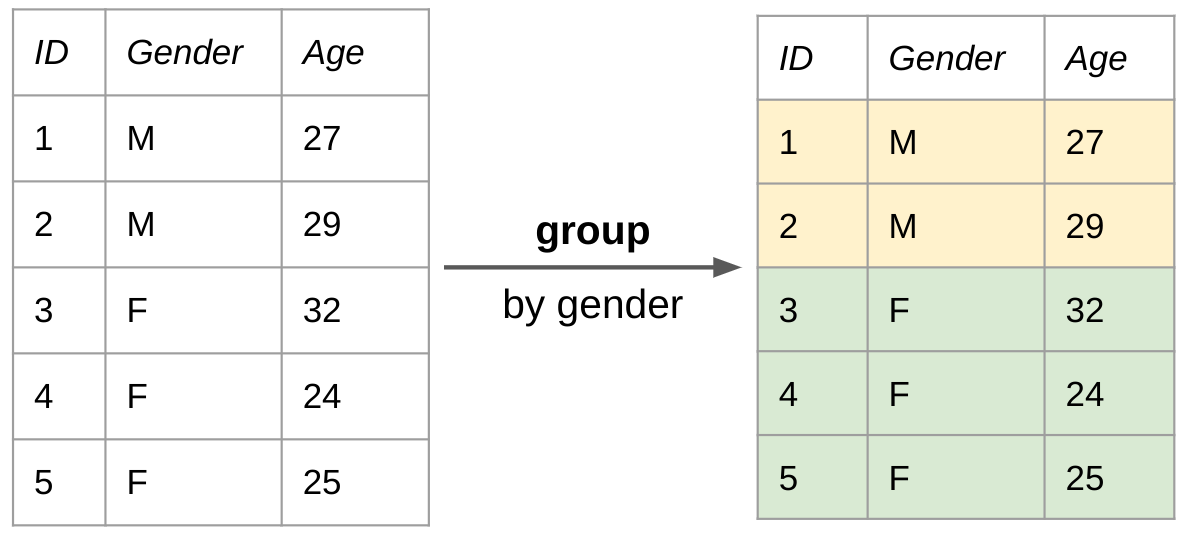 ID Gender Age
1 M 27
2 M 29
3 F 32
4 F 24
5 F 25
group
by gender
ID Gender Age
1 M 27
2 M 29
3 F 32
4 F 24
5 F 25